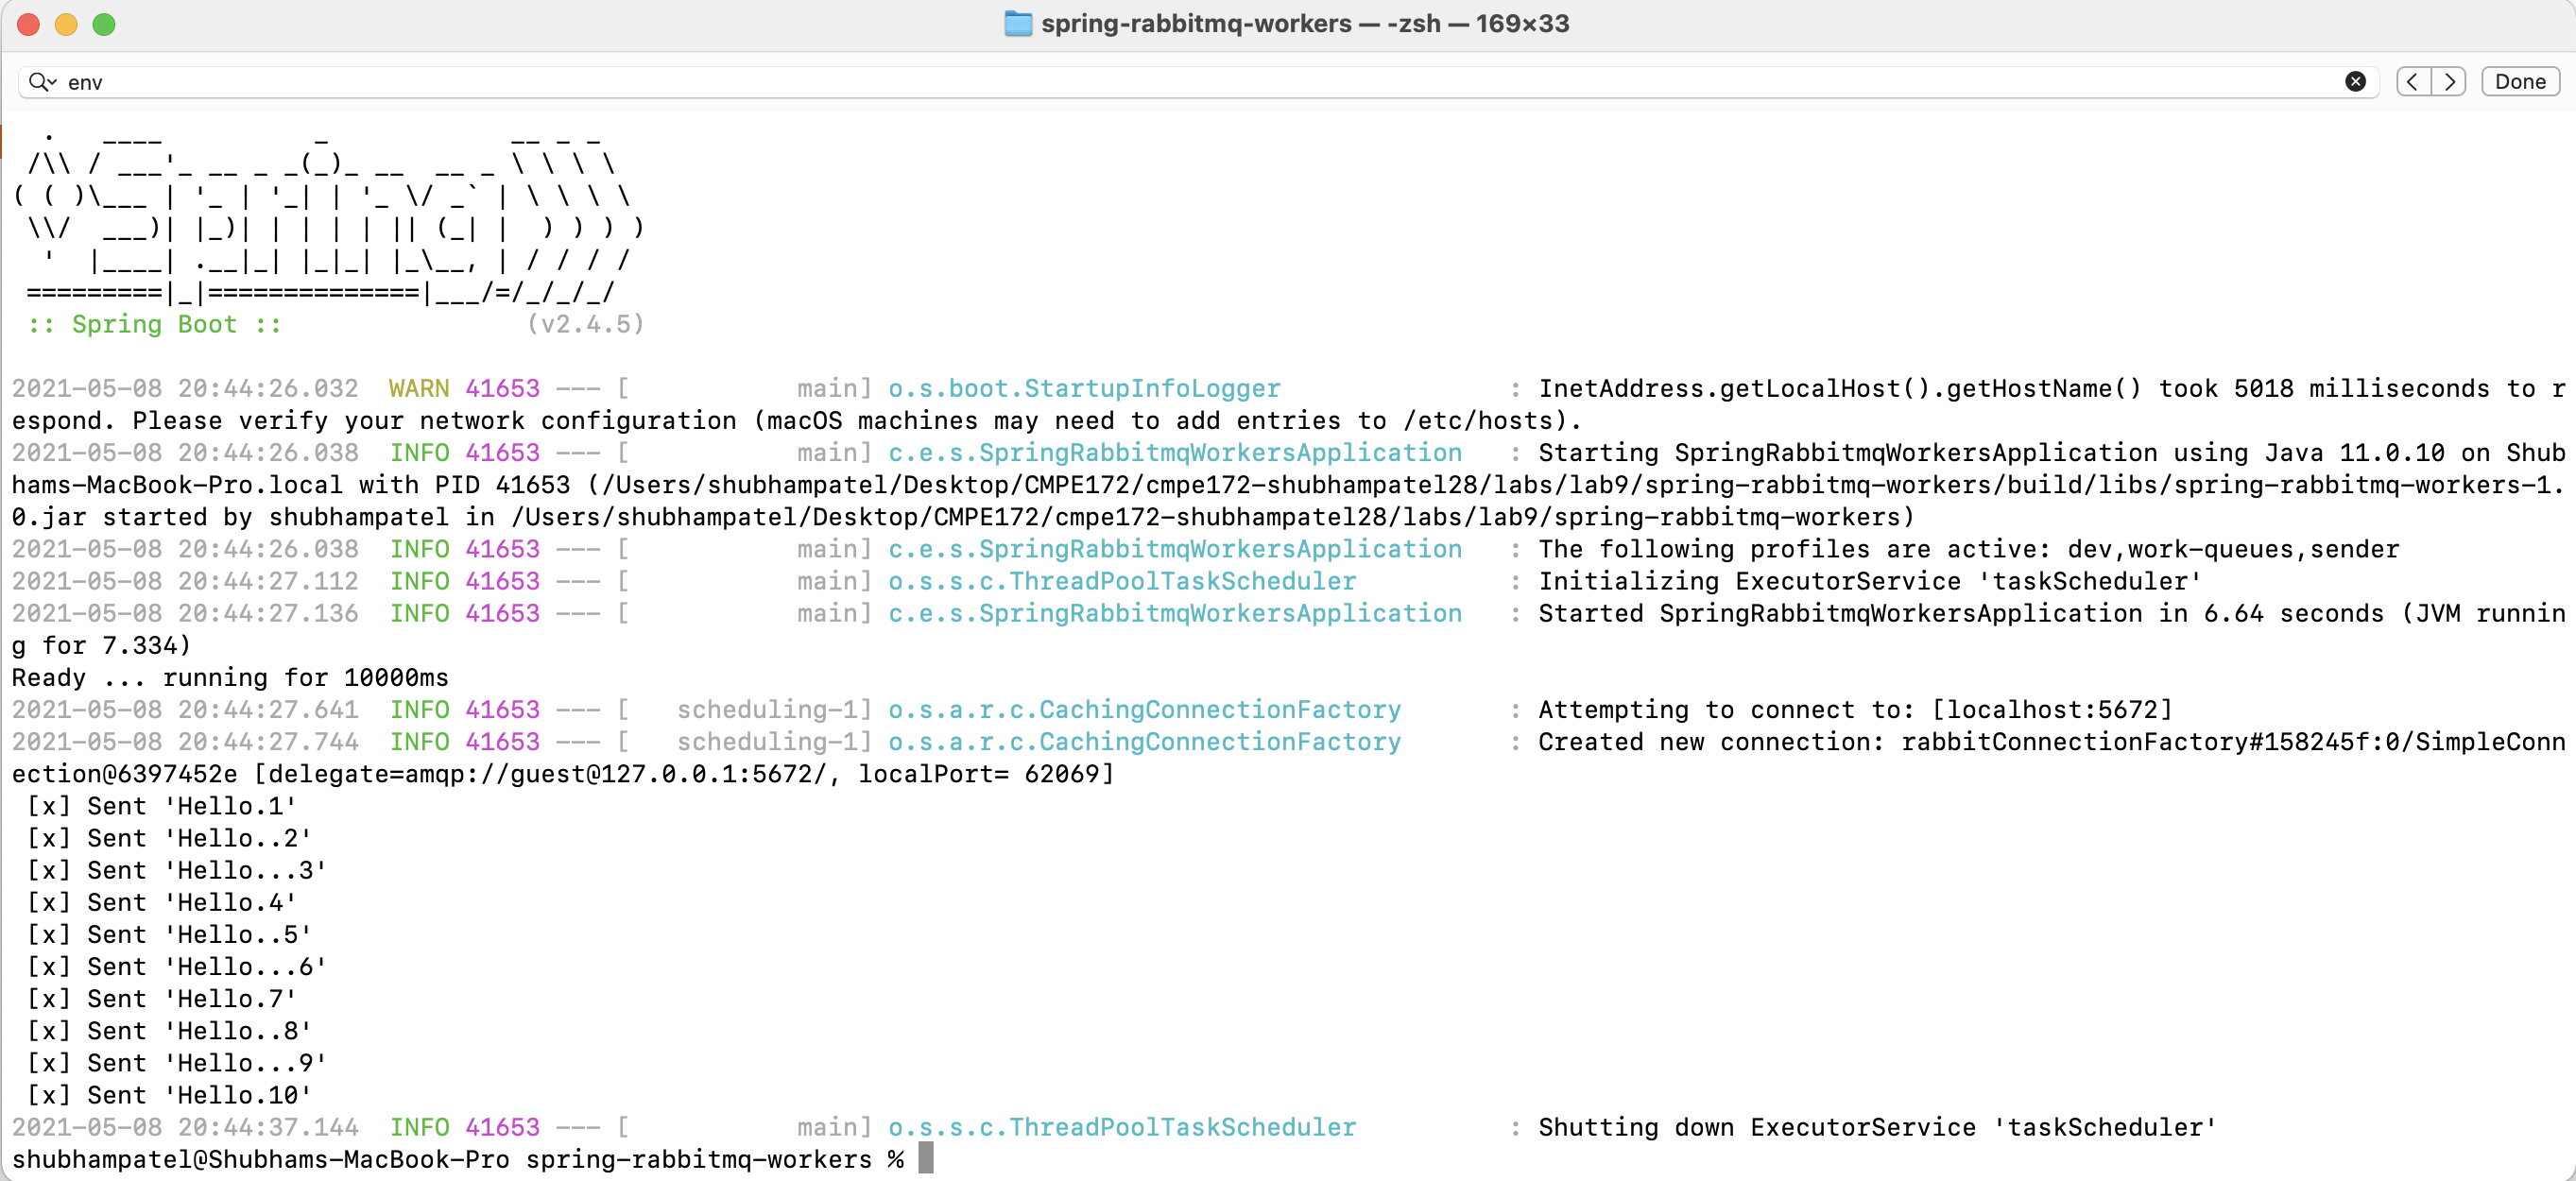 spring-rabbitmq-workers — -zsh — 169×33
env
Done
  .   ____          _            __ _ _
 /\\ / ___'_ __ _ _(_)_ __  __ _ \ \ \ \
( ( )\___ | '_ | '_| | '_ \/ _` | \ \ \ \
 \\/  ___)| |_)| | | | | || (_| |  ) ) ) )
  '  |____| .__|_| |_|_| |_\__, | / / / /
 =========|_|==============|___/=/_/_/_/
 :: Spring Boot ::                (v2.4.5)
2021-05-08 20:44:26.032  WARN 41653 --- [           main] o.s.boot.StartupInfoLogger               : InetAddress.getLocalHost().getHostName() took 5018 milliseconds to r
espond. Please verify your network configuration (macOS machines may need to add entries to /etc/hosts).
2021-05-08 20:44:26.038  INFO 41653 --- [           main] c.e.s.SpringRabbitmqWorkersApplication   : Starting SpringRabbitmqWorkersApplication using Java 11.0.10 on Shub
hams-MacBook-Pro.local with PID 41653 (/Users/shubhampatel/Desktop/CMPE172/cmpe172-shubhampatel28/labs/lab9/spring-rabbitmq-workers/build/libs/spring-rabbitmq-workers-1.
0.jar started by shubhampatel in /Users/shubhampatel/Desktop/CMPE172/cmpe172-shubhampatel28/labs/lab9/spring-rabbitmq-workers)
2021-05-08 20:44:26.038  INFO 41653 --- [           main] c.e.s.SpringRabbitmqWorkersApplication   : The following profiles are active: dev,work-queues,sender
2021-05-08 20:44:27.112  INFO 41653 --- [           main] o.s.s.c.ThreadPoolTaskScheduler          : Initializing ExecutorService 'taskScheduler'
2021-05-08 20:44:27.136  INFO 41653 --- [           main] c.e.s.SpringRabbitmqWorkersApplication   : Started SpringRabbitmqWorkersApplication in 6.64 seconds (JVM runnin
g for 7.334)
Ready ... running for 10000ms
2021-05-08 20:44:27.641  INFO 41653 --- [   scheduling-1] o.s.a.r.c.CachingConnectionFactory       : Attempting to connect to: [localhost:5672]
2021-05-08 20:44:27.744  INFO 41653 --- [   scheduling-1] o.s.a.r.c.CachingConnectionFactory       : Created new connection: rabbitConnectionFactory#158245f:0/SimpleConn
ection@6397452e [delegate=amqp://guest@127.0.0.1:5672/, localPort= 62069]
 [x] Sent 'Hello.1'
 [x] Sent 'Hello..2'
 [x] Sent 'Hello...3'
 [x] Sent 'Hello.4'
 [x] Sent 'Hello..5'
 [x] Sent 'Hello...6'
 [x] Sent 'Hello.7'
 [x] Sent 'Hello..8'
 [x] Sent 'Hello...9'
 [x] Sent 'Hello.10'
2021-05-08 20:44:37.144  INFO 41653 --- [           main] o.s.s.c.ThreadPoolTaskScheduler          : Shutting down ExecutorService 'taskScheduler'
shubhampatel@Shubhams-MacBook-Pro spring-rabbitmq-workers %